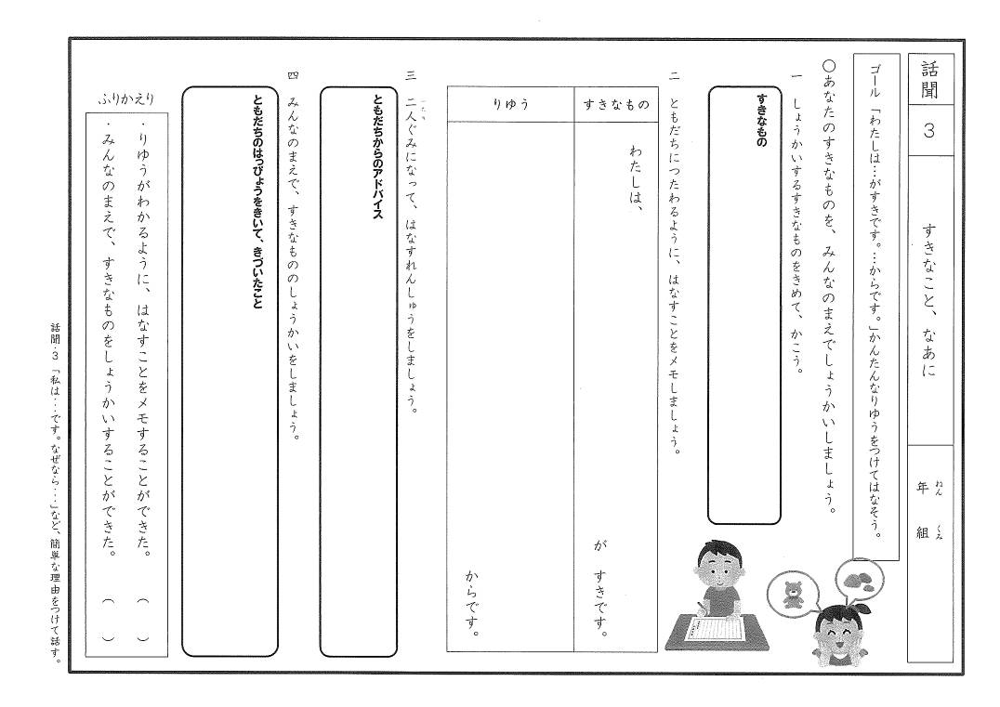 話聞
3
すきなこと、なあに
年 組
ねん くみ
ゴール 「わたしは…がすきです。…からです。」かんたんなりゆうをつけてはなそう。
○あなたのすきなものを、みんなのまえでしょうかいしましょう。
一 しょうかいするすきなものをきめて、かこう。
すきなもの
二 ともだちにつたわるように、はなすことをメモしましょう。
すきなもの
わたしは、
が すきです。
りゆう
からです。
三 二人ぐみになって、はなすれんしゅうをしましょう。
ともだちからのアドバイス
四 みんなのまえで、すきなもののしょうかいをしましょう。
ともだちのはっぴょうをきいて、きづいたこと
ふりかえり
・りゆうがわかるように、はなすことをメモすることができた。 ( )
・みんなのまえで、すきなものをしょうかいすることができた。 ( )
話聞・3 「私は・・・です。なぜなら・・・」など、簡単な理由をつけて話す。